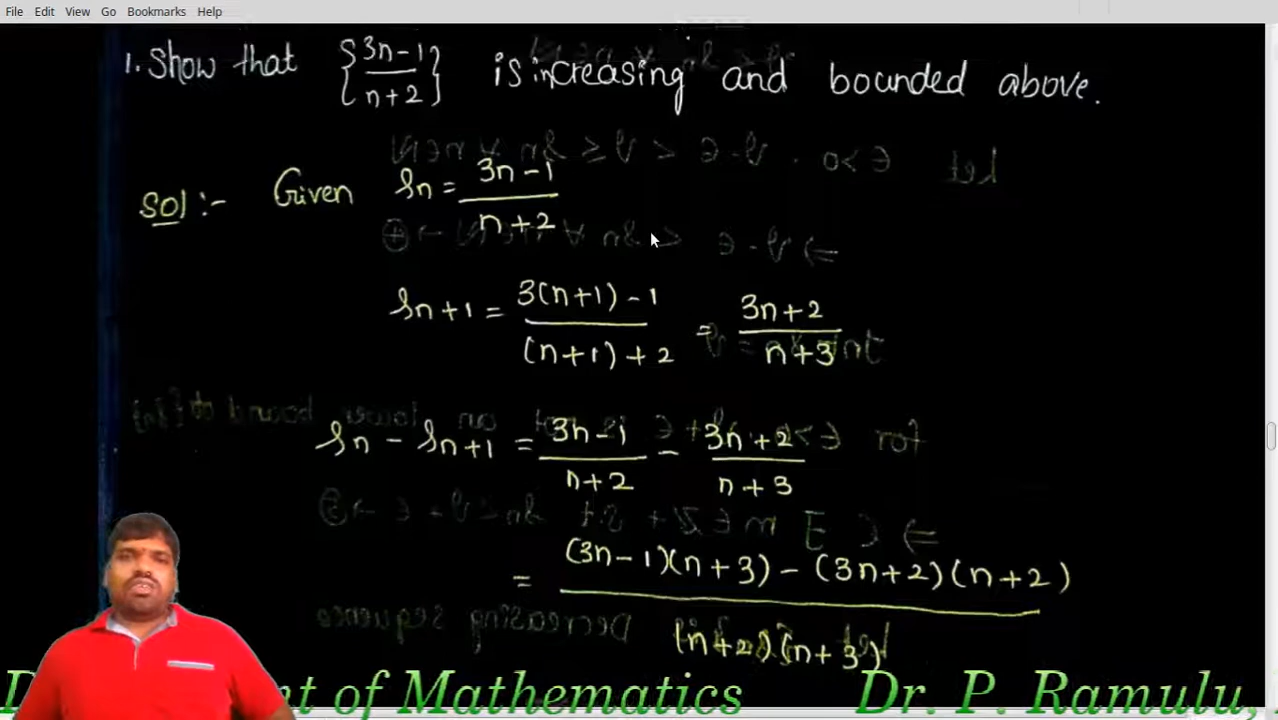 File Edit View Go Bookmarks Help
1. Show that {3n-1/n+2} is increasing and bounded above.
Sol :- Given Sn = 3n-1/n+2
Sn+1 = 3(n+1)-1/(n+1)+2 = 3n+2/n+3
Sn - Sn+1 = 3n-1/n+2 - 3n+2/n+3
= (3n-1)(n+3) - (3n+2)(n+2)/(n+2)(n+3)
of Mathematics Dr. P. Ramulu,